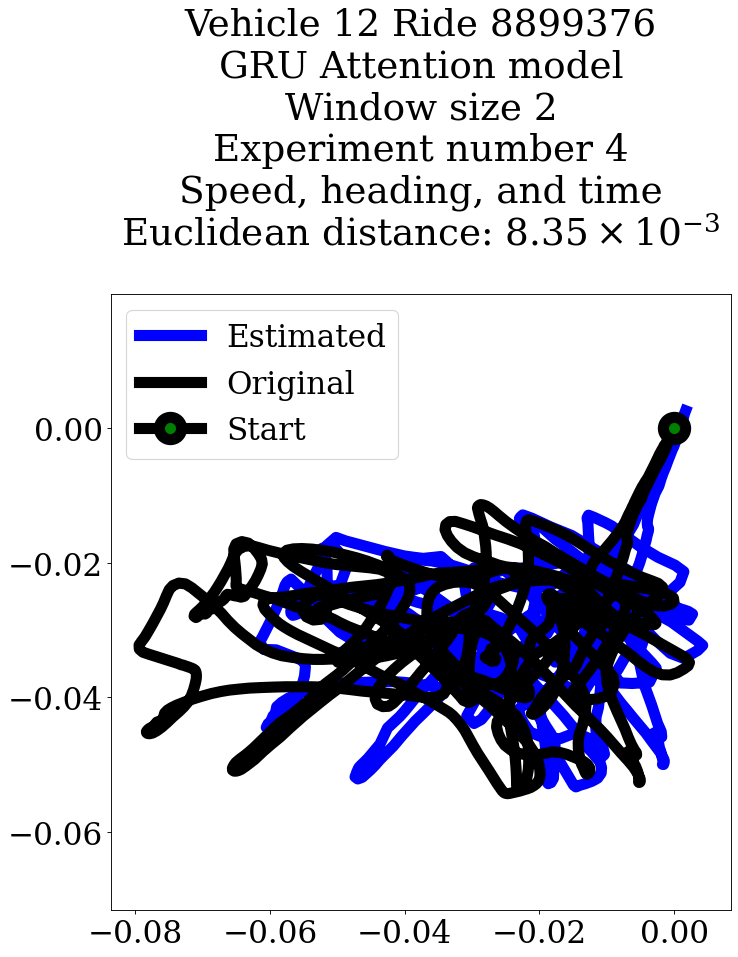 Vehicle 12 Ride 8899376
GRU Attention model
Window size 2
Experiment number 4
Speed, heading, and time
Euclidean distance: 8.35 × 10⁻³
Estimated
Original
Start
0.00
−0.02
−0.04
−0.06
−0.08 −0.06 −0.04 −0.02 0.00